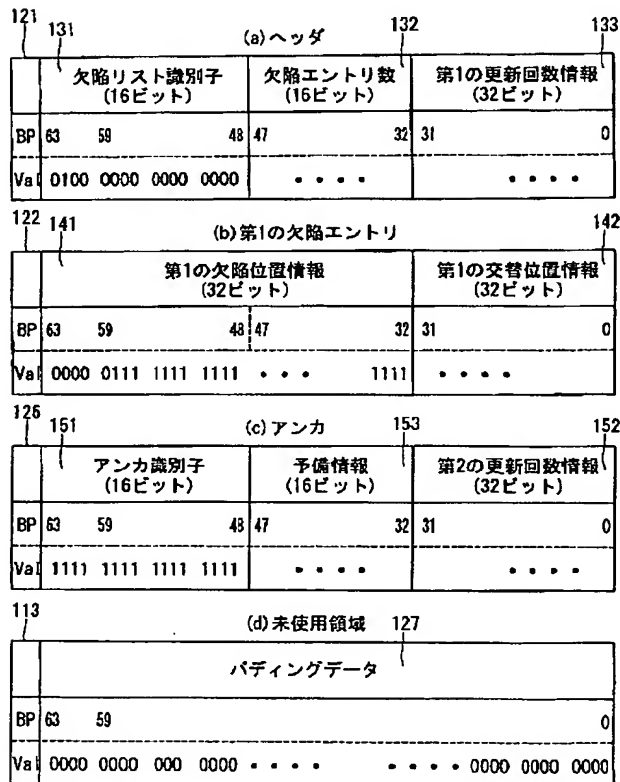 121 131 (a)ヘッダ 132 133
欠陥リスト識別子 欠陥エントリ数 第1の更新回数情報
(16ビット) (16ビット) (32ビット)
BP 63 59 48 47 32 31 0
Val 0100 0000 0000 0000 • • • • • • • •
122 141 (b)第1の欠陥エントリ 142
第1の欠陥位置情報 第1の交替位置情報
(32ビット) (32ビット)
BP 63 59 48 47 32 31 0
Val 0000 0111 1111 1111 • • • 1111 • • • •
126 151 (c)アンカ 153 152
アンカ識別子 予備情報 第2の更新回数情報
(16ビット) (16ビット) (32ビット)
BP 63 59 48 47 32 31 0
Val 1111 1111 1111 1111 • • • • • • • •
113 (d)未使用領域 127
パディングデータ
BP 63 59 0
Val 0000 0000 000 0000 • • • • • • • • 0000 0000 0000